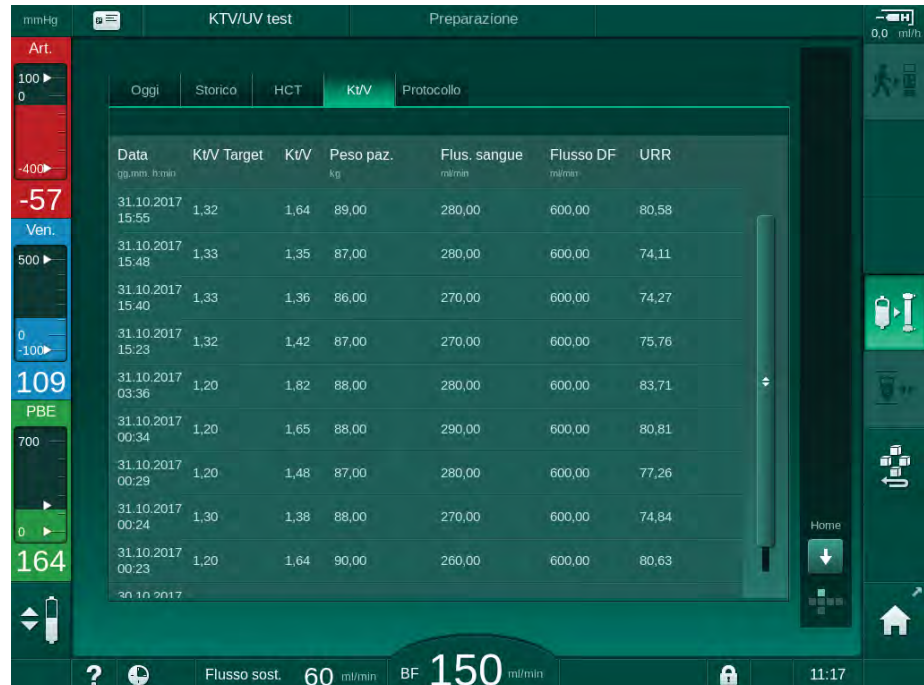 mmHg KTV/UV test Preparazione
0,0 ml/h
Art.
100
0
-400
-57
Ven.
500
0
-100
109
PBE
700
0
164
Oggi Storico HCT Kt/V Protocollo
Data Kt/V Target Kt/V Peso paz. Flus. sangue Flusso DF URR
gg.mm. h:min kg ml/min ml/min
31.10.2017 15:55 1,32 1,64 89,00 280,00 600,00 80,58
31.10.2017 15:48 1,33 1,35 87,00 280,00 600,00 74,11
31.10.2017 15:40 1,33 1,36 86,00 270,00 600,00 74,27
31.10.2017 15:23 1,32 1,42 87,00 270,00 600,00 75,76
31.10.2017 03:36 1,20 1,82 88,00 280,00 600,00 83,71
31.10.2017 00:34 1,20 1,65 88,00 290,00 600,00 80,81
31.10.2017 00:29 1,20 1,48 87,00 280,00 600,00 77,26
31.10.2017 00:24 1,30 1,38 88,00 270,00 600,00 74,84
31.10.2017 00:23 1,20 1,64 90,00 260,00 600,00 80,63
30.10.2017
Home
? Flusso sost. 60 ml/min BF 150 ml/min 11:17